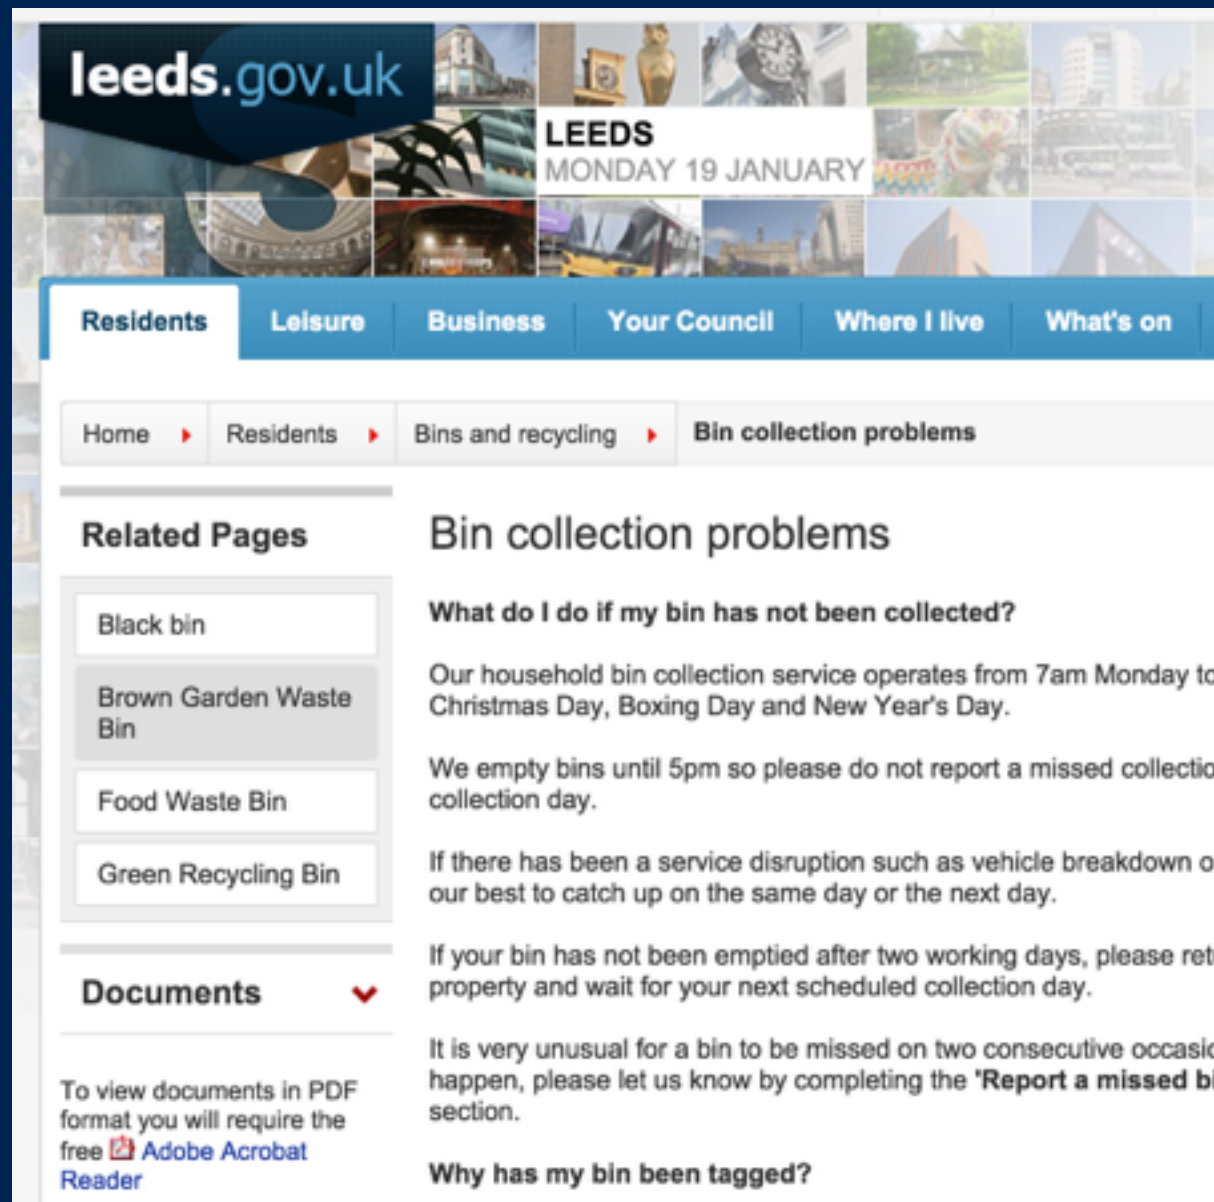 leeds.gov.uk
LEEDS
MONDAY 19 JANUARY
Residents
Leisure
Business
Your Council
Where I live
What's on
Home
Residents
Bins and recycling
Bin collection problems
Related Pages
Black bin
Brown Garden Waste
Bin
Food Waste Bin
Green Recycling Bin
Documents
To view documents in PDF
format you will require the
free Adobe Acrobat
Reader
Bin collection problems
What do I do if my bin has not been collected?
Our household bin collection service operates from 7am Monday to
Christmas Day, Boxing Day and New Year's Day.
We empty bins until 5pm so please do not report a missed collectio
collection day.
If there has been a service disruption such as vehicle breakdown o
our best to catch up on the same day or the next day.
If your bin has not been emptied after two working days, please retu
property and wait for your next scheduled collection day.
It is very unusual for a bin to be missed on two consecutive occasio
happen, please let us know by completing the 'Report a missed bi
section.
Why has my bin been tagged?